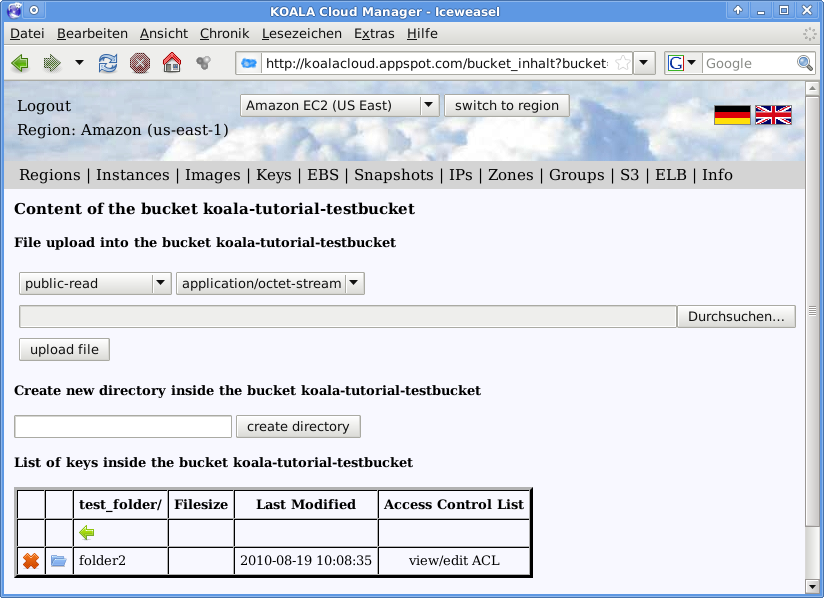 KOALA Cloud Manager - Iceweasel
Datei Bearbeiten Ansicht Chronik Lesezeichen Extras Hilfe
http://koalacloud.appspot.com/bucket_inhalt?bucket G Google
Logout Amazon EC2 (US East) switch to region
Region: Amazon (us-east-1)
Regions | Instances | Images | Keys | EBS | Snapshots | IPs | Zones | Groups | S3 | ELB | Info
Content of the bucket koala-tutorial-testbucket
File upload into the bucket koala-tutorial-testbucket
public-read application/octet-stream
Durchsuchen...
upload file
Create new directory inside the bucket koala-tutorial-testbucket
create directory
List of keys inside the bucket koala-tutorial-testbucket
test_folder/ Filesize Last Modified Access Control List
folder2 2010-08-19 10:08:35 view/edit ACL